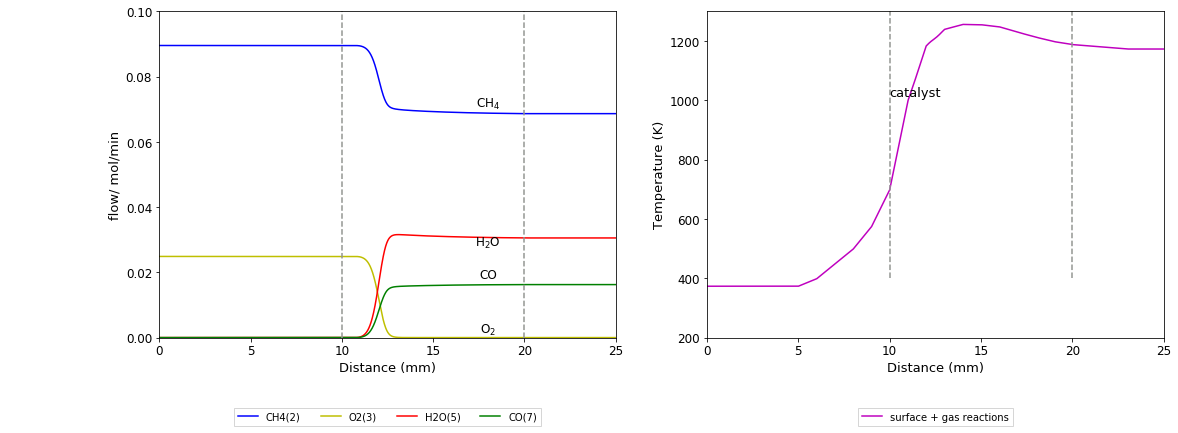 0.10
0.08
0.06
0.04
0.02
0.00
flow/ mol/min
CH4
H2O
CO
O2
0
5
10
15
20
25
Distance (mm)
CH4(2)
O2(3)
H2O(5)
CO(7)
1200
1000
800
600
400
200
Temperature (K)
catalyst
0
5
10
15
20
25
Distance (mm)
surface + gas reactions